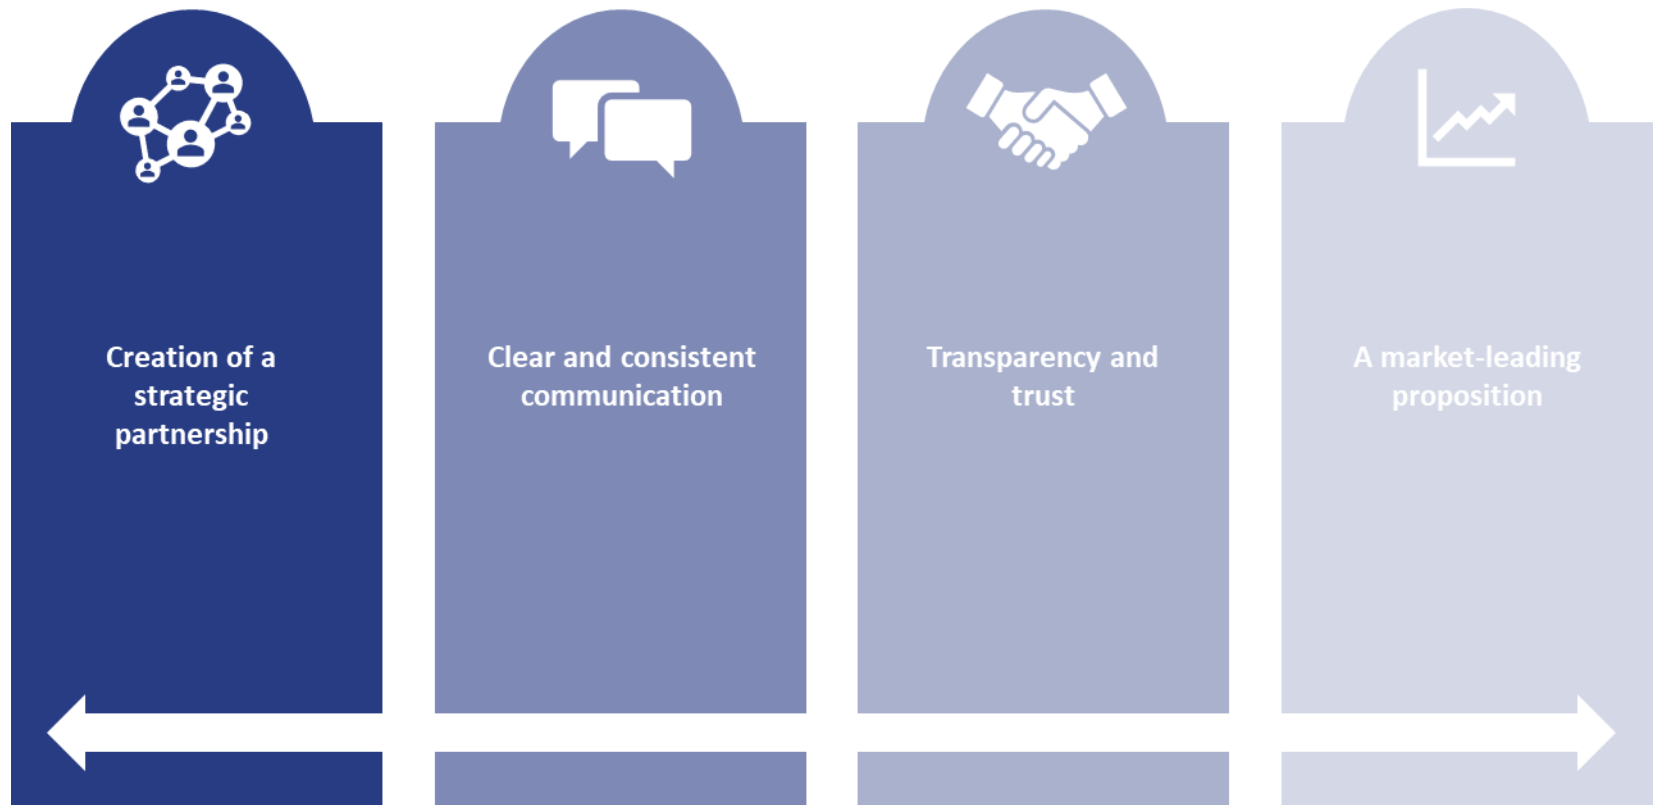 Creation of a
strategic
partnership
Clear and consistent
communication
Transparency and
trust
A market-leading
proposition